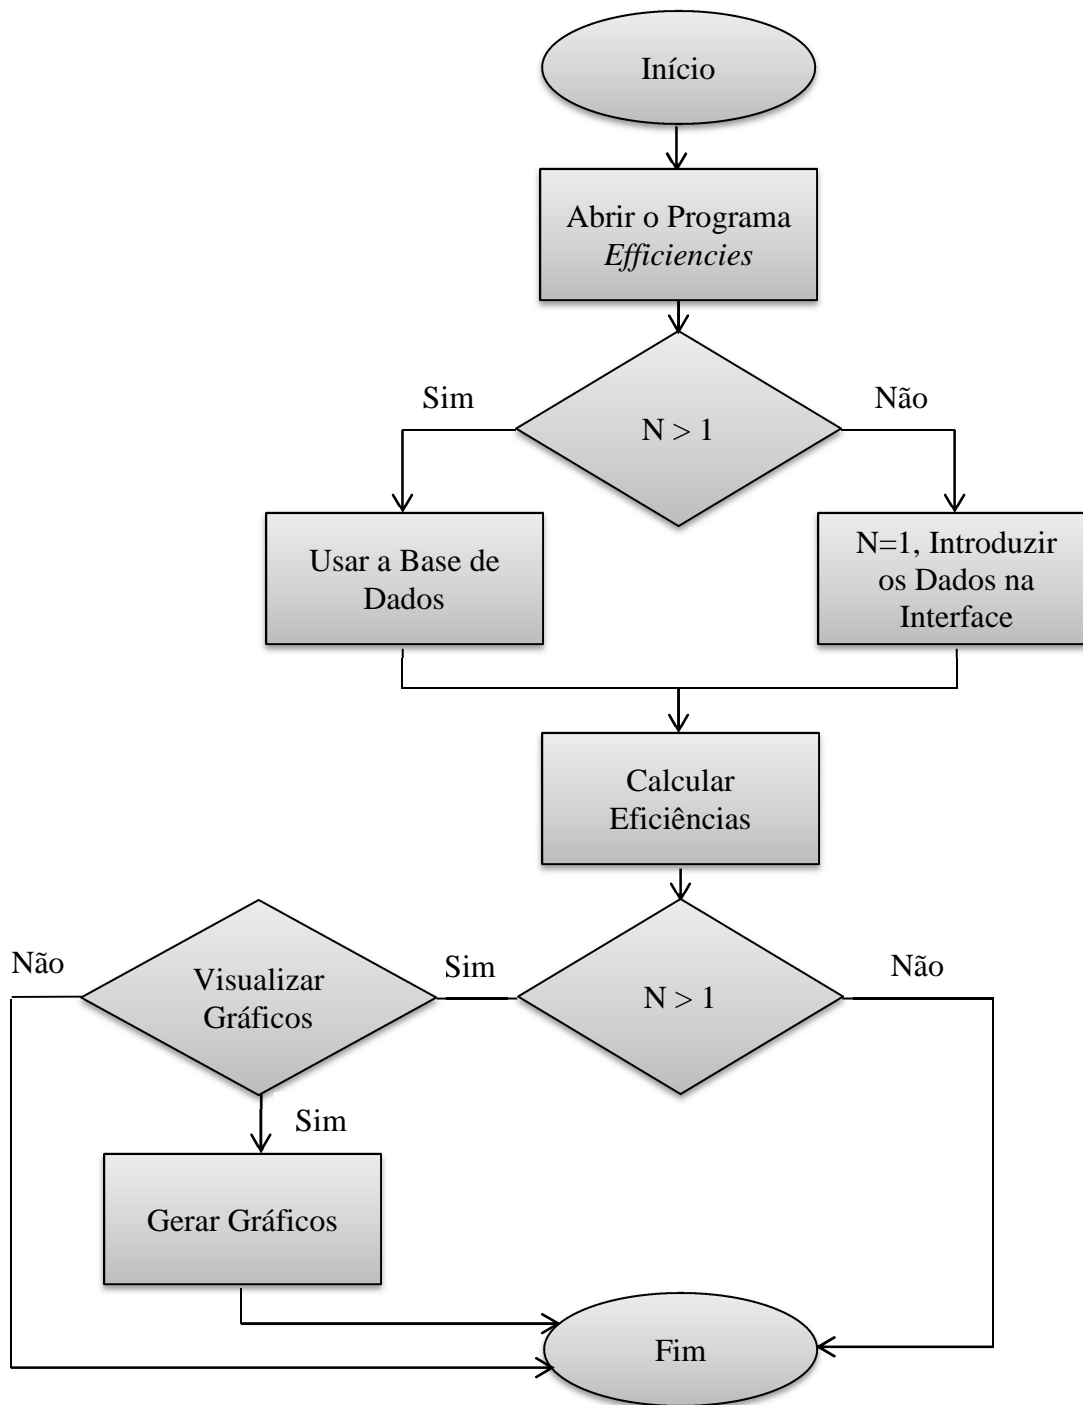 Início
Abrir o Programa
Efficiencies
Sim
Não
N > 1
Usar a Base de
Dados
N=1, Introduzir
os Dados na
Interface
Calcular
Eficiências
Não
Visualizar
Gráficos
Sim
N > 1
Não
Sim
Gerar Gráficos
Fim